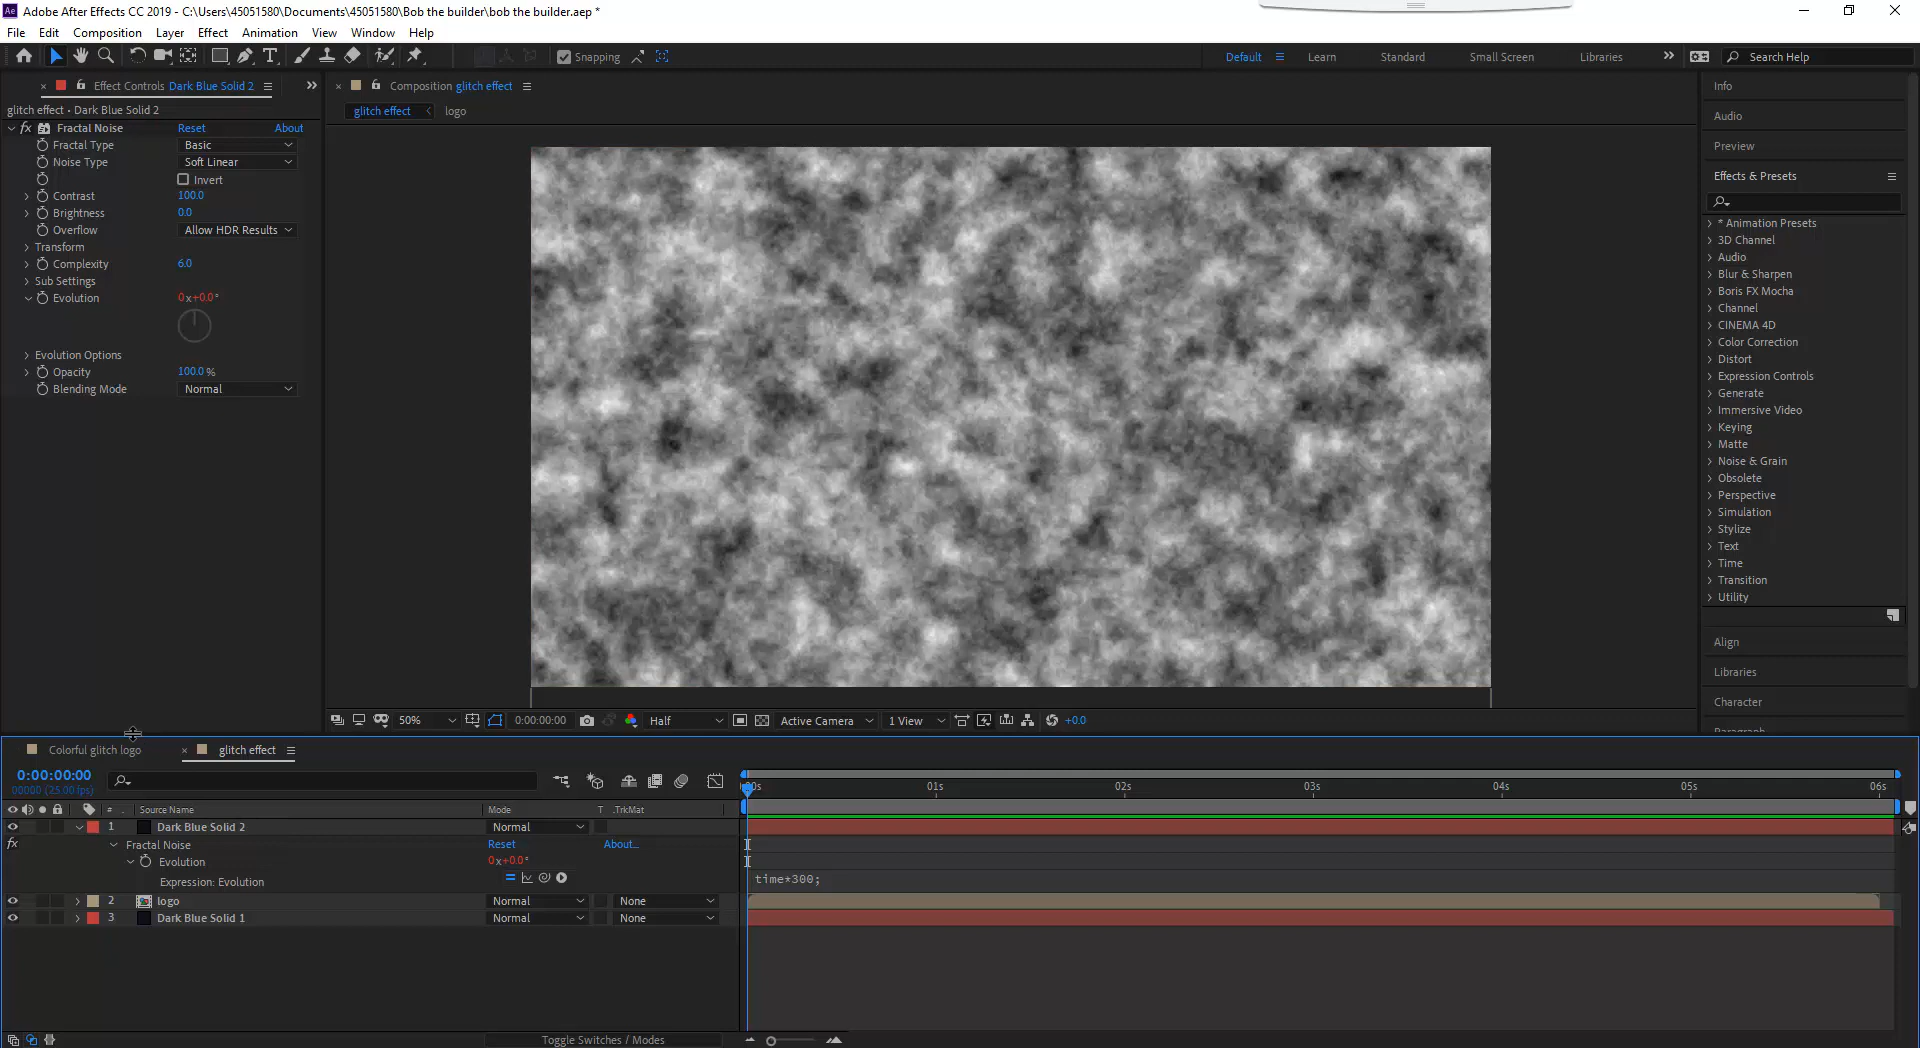 Adobe After Effects CC 2019 - C:\Users\45051580\Documents\45051580\Bob the builder\bob the builder.aep *
File Edit Composition Layer Effect Animation View Window Help
Snapping Default Learn Standard Small Screen Libraries Search Help
Effect Controls Dark Blue Solid 2
Composition glitch effect
glitch effect • Dark Blue Solid 2
glitch effect logo
fx Fractal Noise Reset About
Fractal Type Basic
Noise Type Soft Linear
Invert
Contrast 100.0
Brightness 0.0
Overflow Allow HDR Results
Transform
Complexity 6.0
Sub Settings
Evolution 0x+0.0°
Evolution Options
Opacity 100.0 %
Blending Mode Normal
Info
Audio
Preview
Effects & Presets
* Animation Presets
3D Channel
Audio
Blur & Sharpen
Boris FX Mocha
Channel
CINEMA 4D
Color Correction
Distort
Expression Controls
Generate
Immersive Video
Keying
Matte
Noise & Grain
Obsolete
Perspective
Simulation
Stylize
Text
Time
Transition
Utility
Align
Libraries
Character
Paragraph
50% 0:00:00:00 Half Active Camera 1 View +0.0
Colorful glitch logo glitch effect
0:00:00:00
00000 (25.00 fps)
01s 02s 03s 04s 05s 06s
# Source Name Mode T .TrkMat
1 Dark Blue Solid 2 Normal
fx Fractal Noise Reset About...
Evolution 0x+0.0°
Expression: Evolution time*300;
2 logo Normal None
3 Dark Blue Solid 1 Normal None
Toggle Switches / Modes